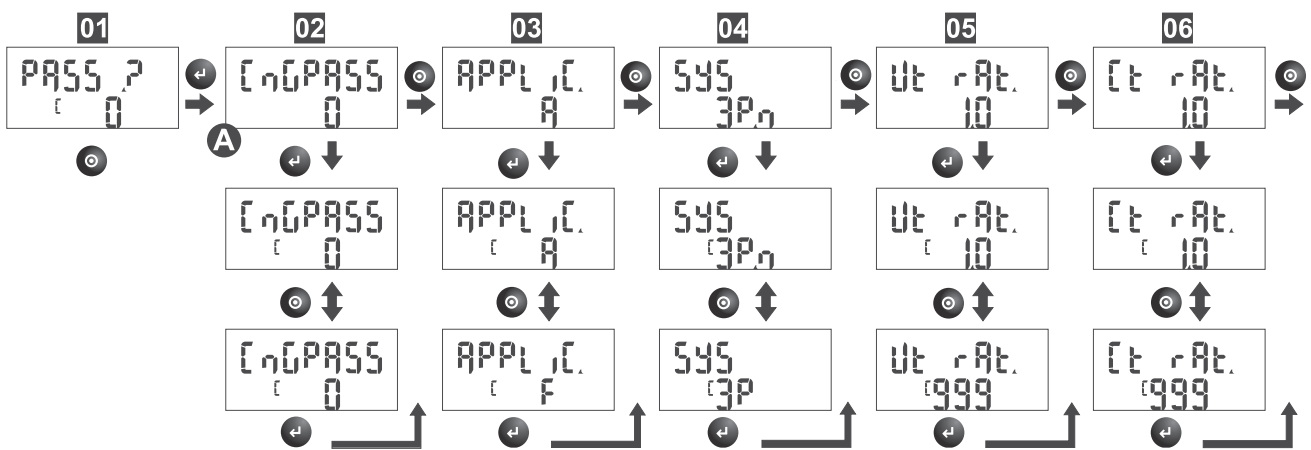 01
PASS ?
C 0
02
CnGPASS
0
03
APPLiC.
A
04
SYS
3P.n
05
Ut rAt.
1.0
06
Ct rAt.
1.0
A
CnGPASS
C 0
APPLiC.
C A
SYS
C 3P.n
Ut rAt.
C 1.0
Ct rAt.
C 1.0
CnGPASS
C 0
APPLiC.
C F
SYS
C 3P
Ut rAt.
C 999
Ct rAt.
C 999